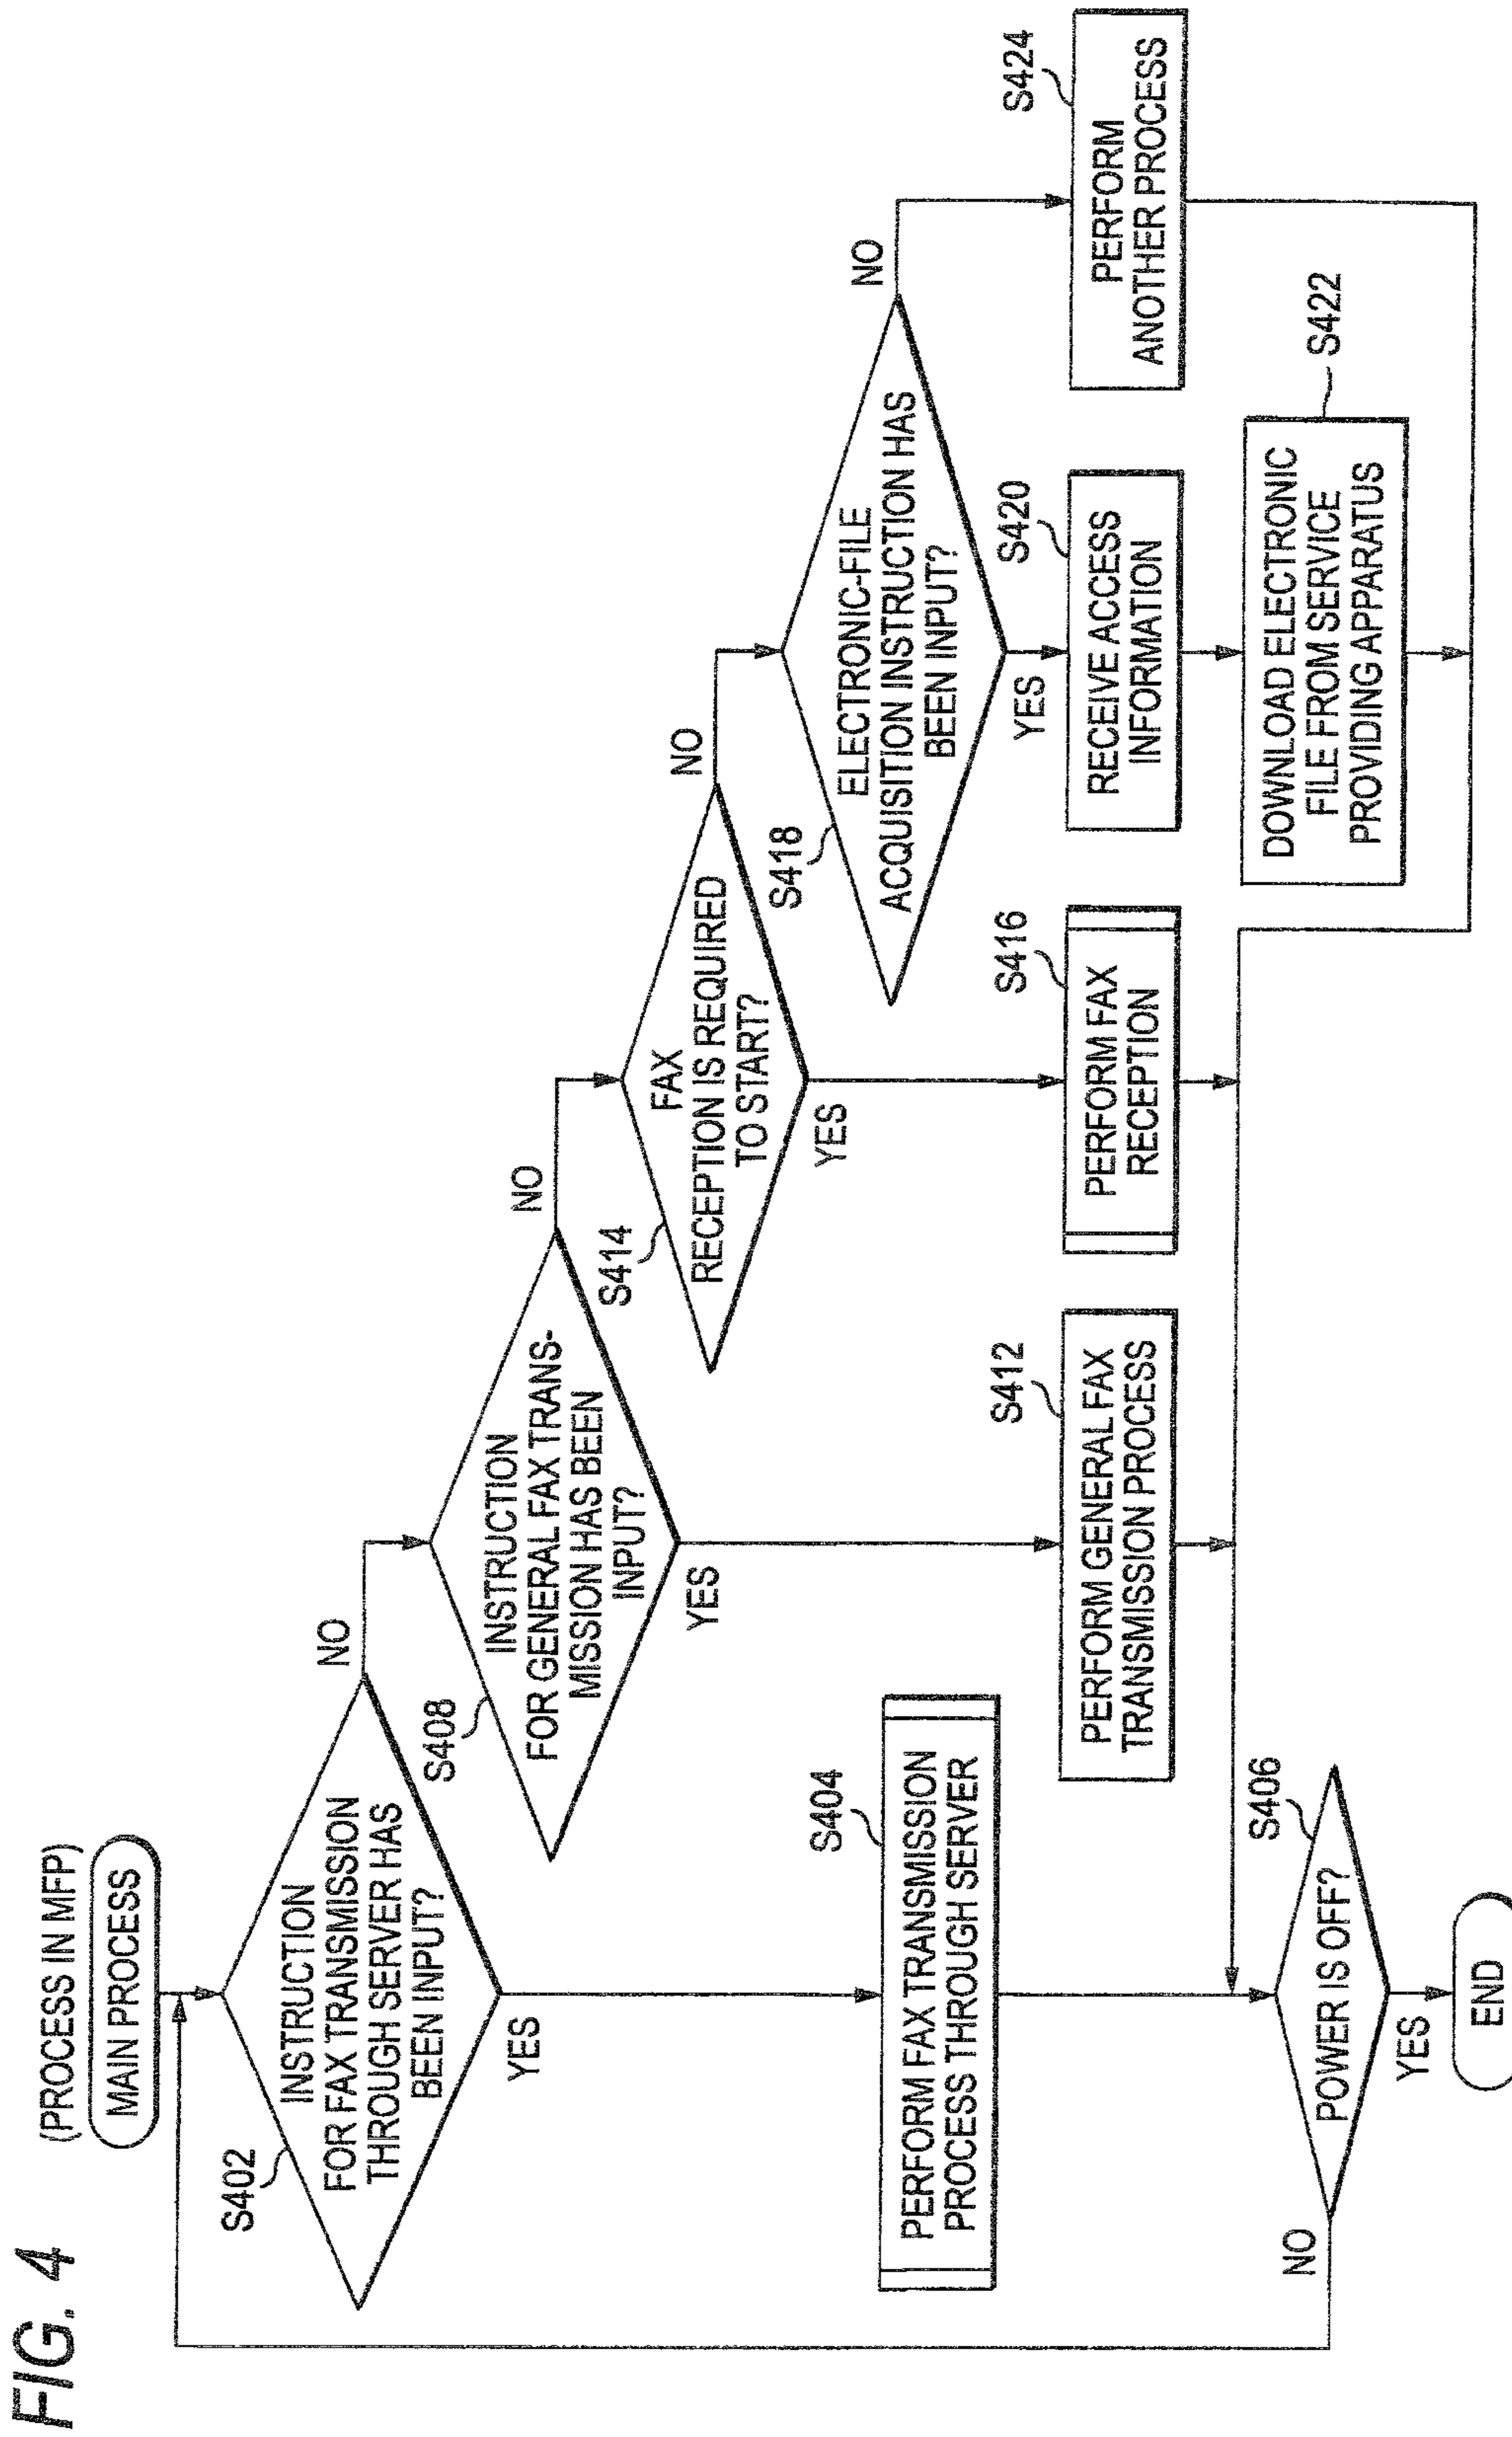 FIG. 4
(PROCESS IN MFP)
MAIN PROCESS
S402
INSTRUCTION
FOR FAX TRANSMISSION
THROUGH SERVER HAS
BEEN INPUT?
NO
YES
S408
INSTRUCTION
FOR GENERAL FAX TRANS-
MISSION HAS BEEN
INPUT?
NO
YES
S414
FAX
RECEPTION IS REQUIRED
TO START?
NO
YES
S418
ELECTRONIC-FILE
ACQUISITION INSTRUCTION HAS
BEEN INPUT?
NO
YES
S404
PERFORM FAX TRANSMISSION
PROCESS THROUGH SERVER
S412
PERFORM GENERAL FAX
TRANSMISSION PROCESS
S416
PERFORM FAX
RECEPTION
S420
RECEIVE ACCESS
INFORMATION
S424
PERFORM
ANOTHER PROCESS
S422
DOWNLOAD ELECTRONIC
FILE FROM SERVICE
PROVIDING APPARATUS
S406
POWER IS OFF?
NO
YES
END